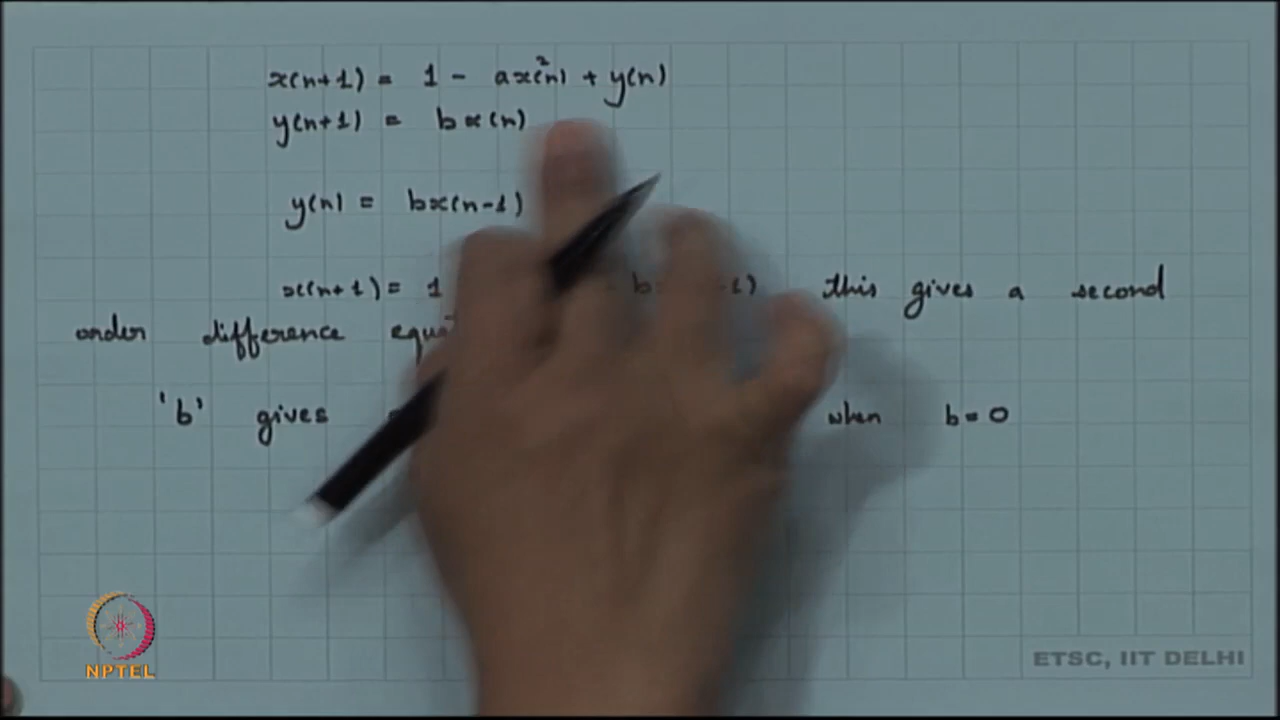 x(n+1) = 1 - ax²(n) + y(n)
y(n+1) = bx(n)
y(n) = bx(n-1)
x(n+1) = 1 this gives a second
order difference
'b' gives when b = 0
NPTEL
ETSC, IIT DELHI